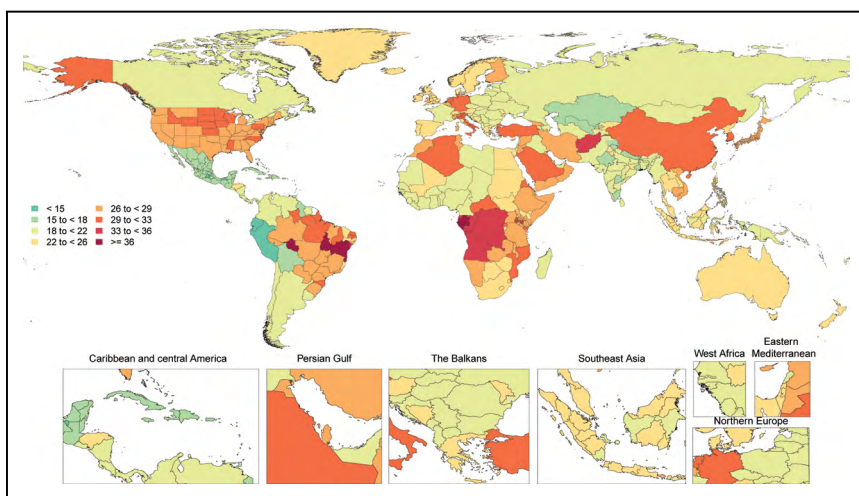 < 15
15 to < 18
18 to < 22
22 to < 26
26 to < 29
29 to < 33
33 to < 36
>= 36
Caribbean and central America
Persian Gulf
The Balkans
Southeast Asia
West Africa
Eastern
Mediterranean
Northern Europe